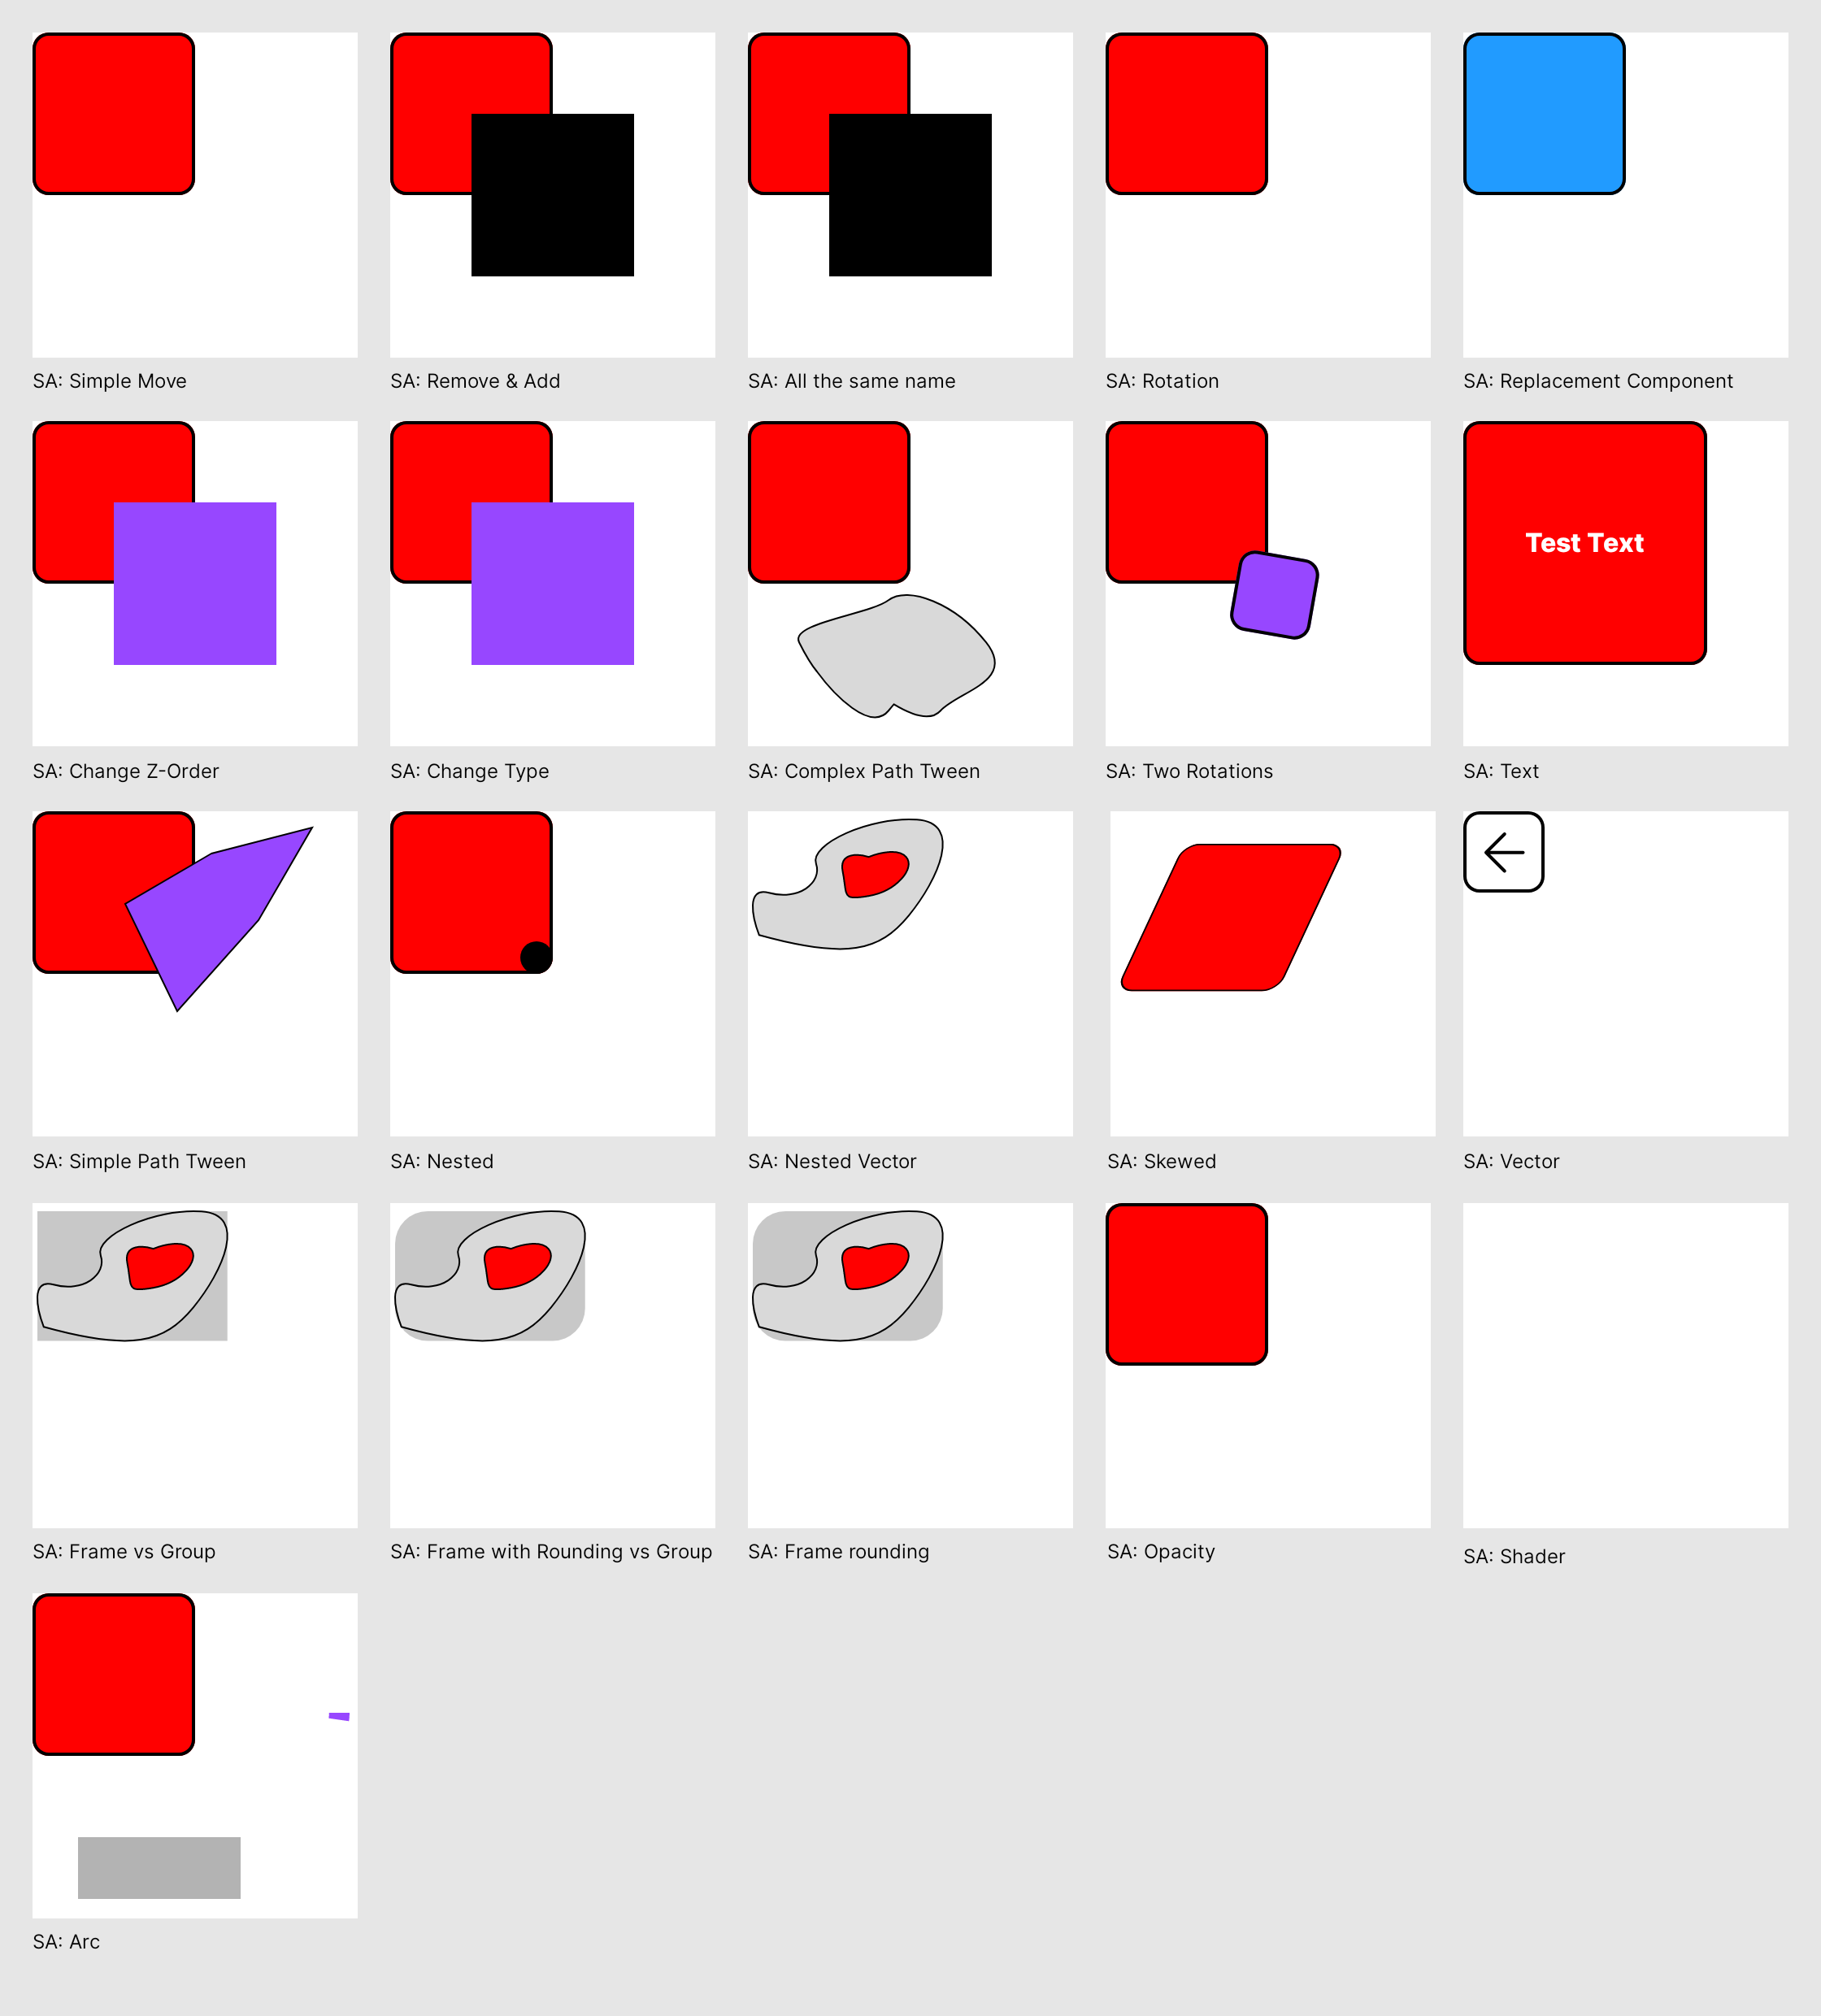 SA: Simple Move
SA: Remove & Add
SA: All the same name
SA: Rotation
SA: Replacement Component
Test Text
SA: Change Z-Order
SA: Change Type
SA: Complex Path Tween
SA: Two Rotations
SA: Text
SA: Simple Path Tween
SA: Nested
SA: Nested Vector
SA: Skewed
SA: Vector
SA: Frame vs Group
SA: Frame with Rounding vs Group
SA: Frame rounding
SA: Opacity
SA: Shader
SA: Arc